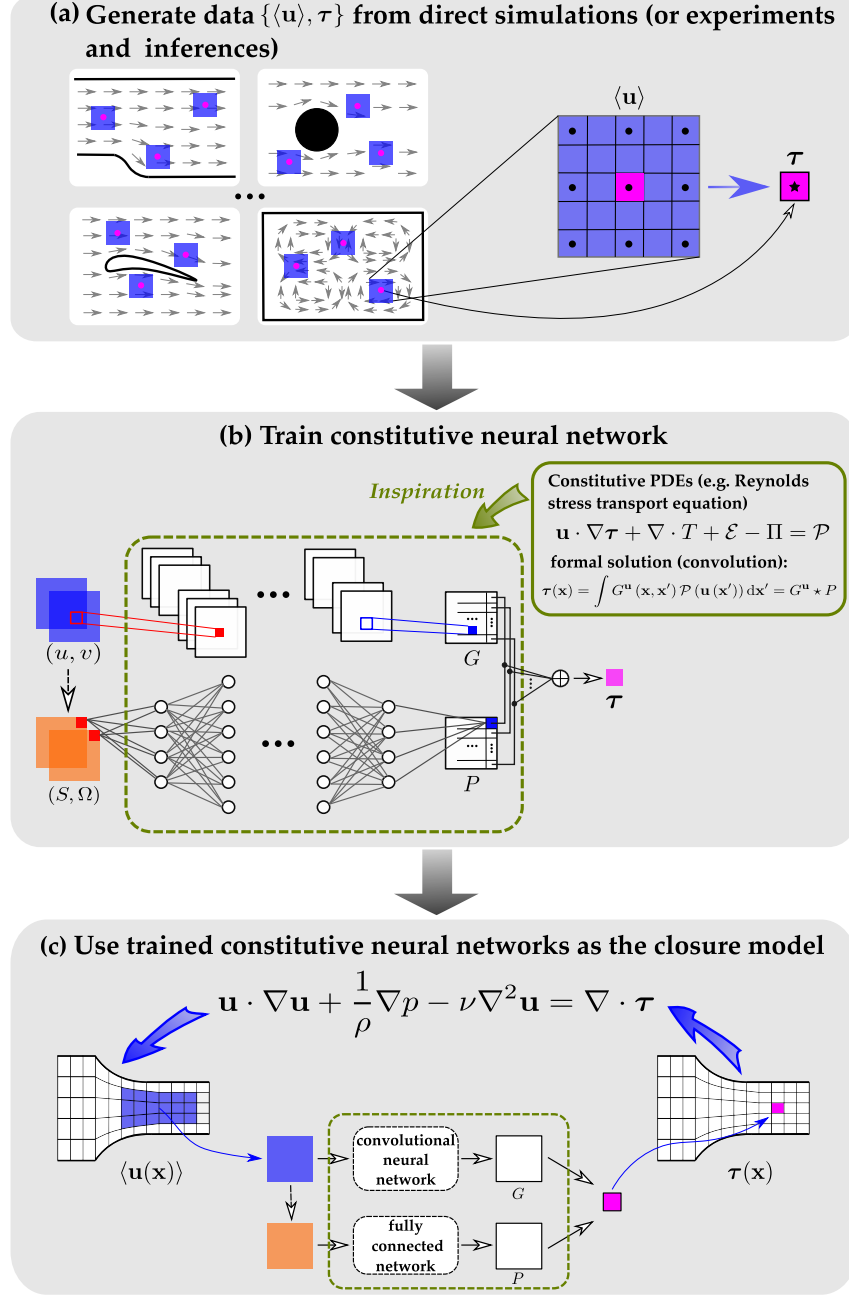 (a) Generate data {⟨u⟩, τ} from direct simulations (or experiments
and inferences)
⟨u⟩
τ
(b) Train constitutive neural network
Inspiration
Constitutive PDEs (e.g. Reynolds
stress transport equation)
u · ∇τ + ∇ · T + ℰ − Π = 𝒫
formal solution (convolution):
τ(x) = ∫ Gᵘ (x, x′) 𝒫 (u (x′)) dx′ = Gᵘ ⋆ P
(u, v)
G
τ
(S, Ω)
P
(c) Use trained constitutive neural networks as the closure model
u · ∇u + 1/ρ ∇p − ν∇²u = ∇ · τ
⟨u(x)⟩
τ(x)
convolutional
neural
network
G
fully
connected
network
P